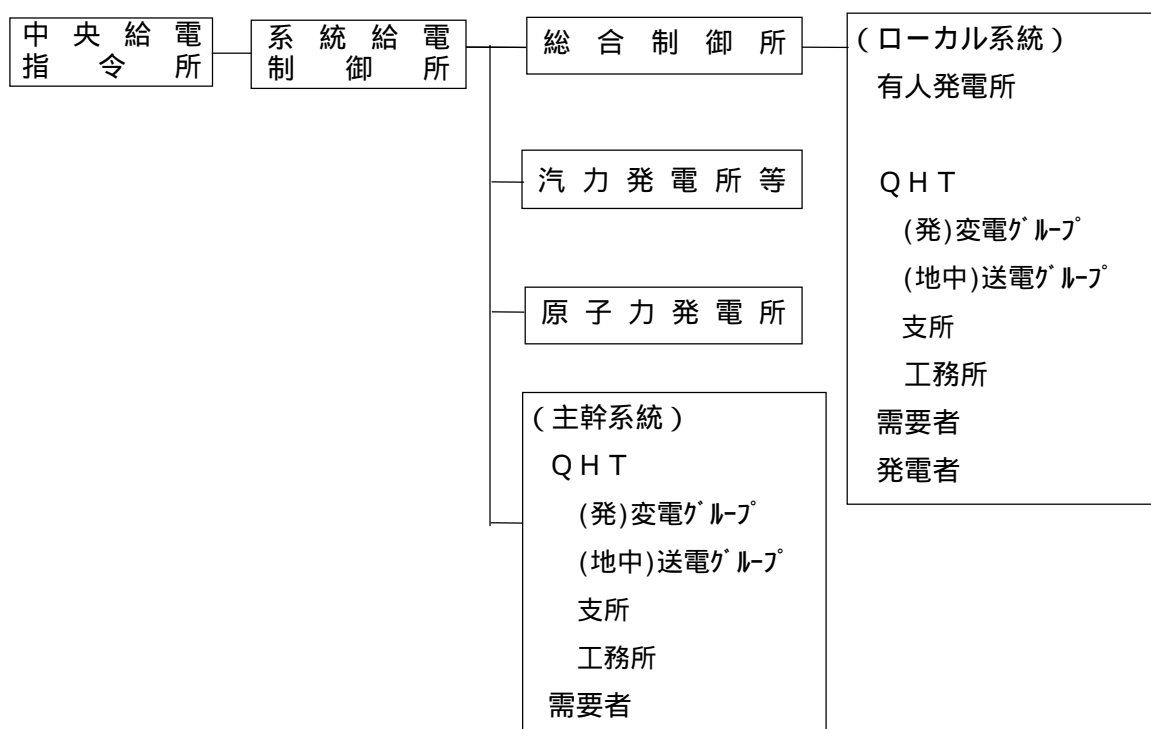 中央給電
指令所
系統給電
制御所
総合制御所
(ローカル系統)
有人発電所
QHT
(発)変電グループ
(地中)送電グループ
支所
工務所
需要者
発電者
汽力発電所等
原子力発電所
(主幹系統)
QHT
(発)変電グループ
(地中)送電グループ
支所
工務所
需要者